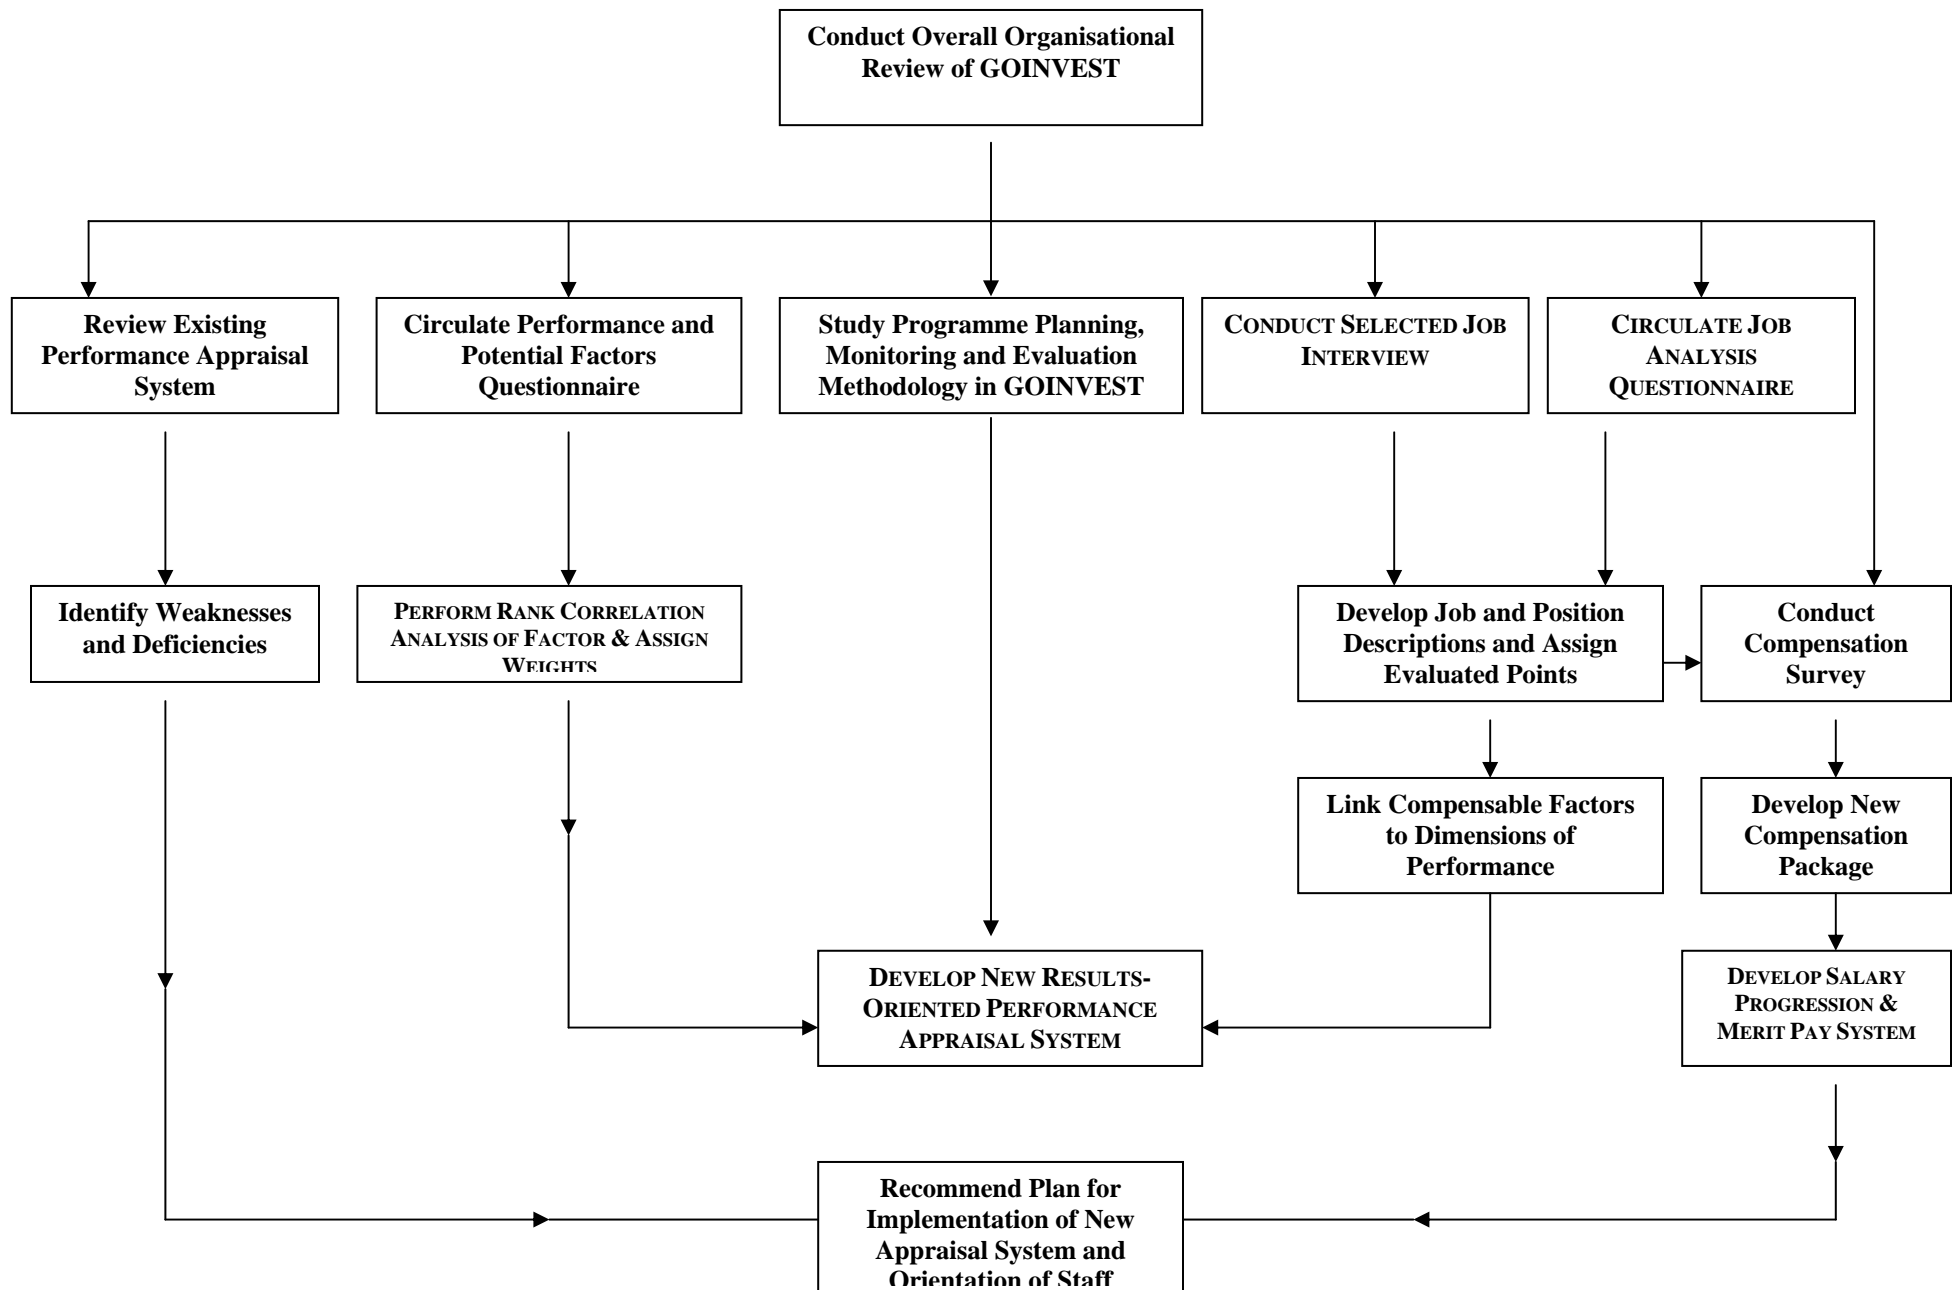 Conduct Overall Organisational
Review of GOINVEST
Review Existing
Performance Appraisal
System
Circulate Performance and
Potential Factors
Questionnaire
Study Programme Planning,
Monitoring and Evaluation
Methodology in GOINVEST
CONDUCT SELECTED JOB
INTERVIEW
CIRCULATE JOB
ANALYSIS
QUESTIONNAIRE
Identify Weaknesses
and Deficiencies
PERFORM RANK CORRELATION
ANALYSIS OF FACTOR & ASSIGN
WEIGHTS
Develop Job and Position
Descriptions and Assign
Evaluated Points
Conduct
Compensation
Survey
Link Compensable Factors
to Dimensions of
Performance
Develop New
Compensation
Package
DEVELOP NEW RESULTS-
ORIENTED PERFORMANCE
APPRAISAL SYSTEM
DEVELOP SALARY
PROGRESSION &
MERIT PAY SYSTEM
Recommend Plan for
Implementation of New
Appraisal System and
Orientation of Staff